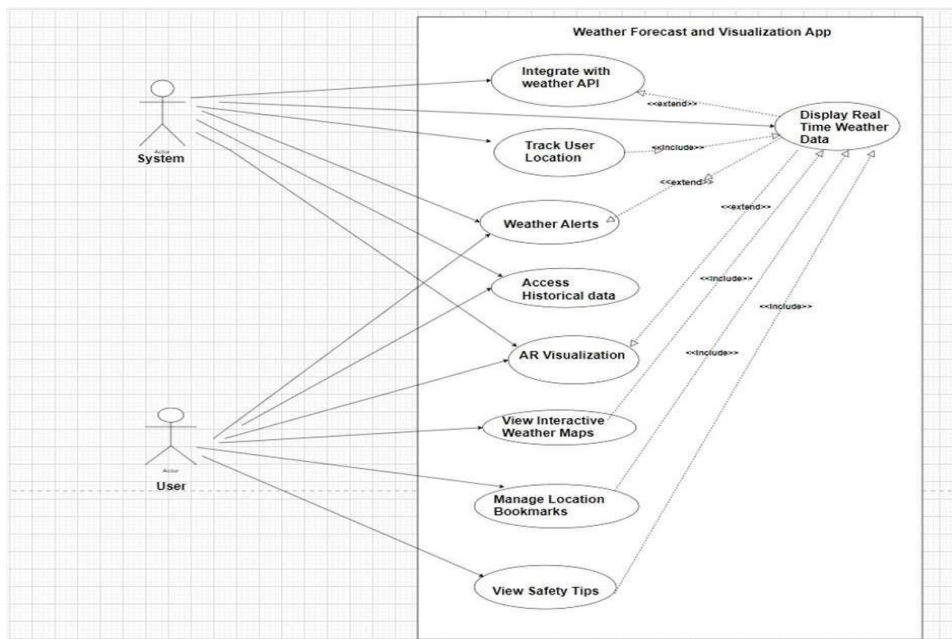 Weather Forecast and Visualization App
Integrate with
weather API
<<extend>>
Display Real
Time Weather
Data
Actor
System
Track User
Location
<<Include>>
<<extend>>
<<extend>>
Weather Alerts
Access
Historical data
<<Include>>
<<Include>>
AR Visualization
<<Include>>
View Interactive
Weather Maps
Actor
User
Manage Location
Bookmarks
View Safety Tips